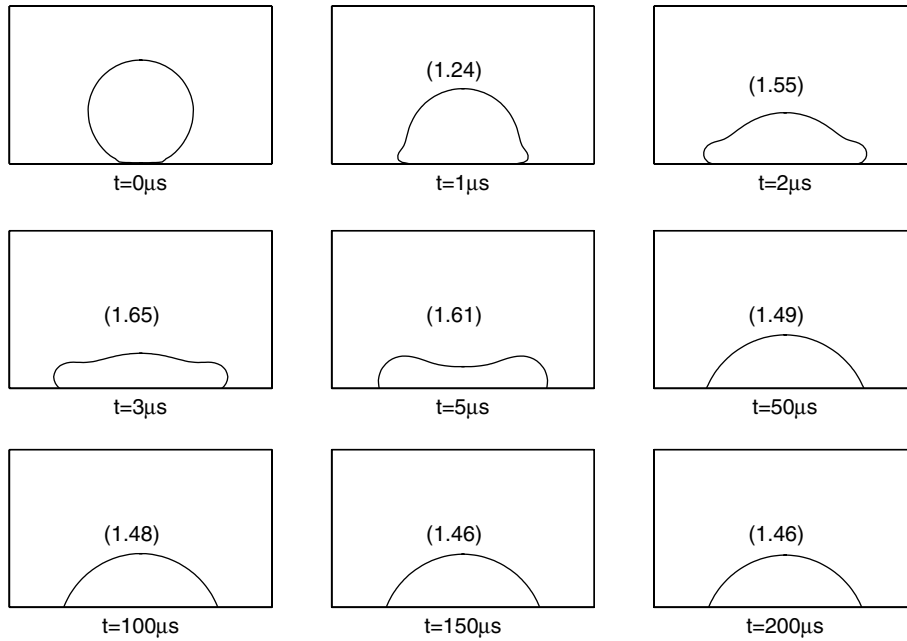 t=0μs
(1.24)
t=1μs
(1.55)
t=2μs
(1.65)
t=3μs
(1.61)
t=5μs
(1.49)
t=50μs
(1.48)
t=100μs
(1.46)
t=150μs
(1.46)
t=200μs